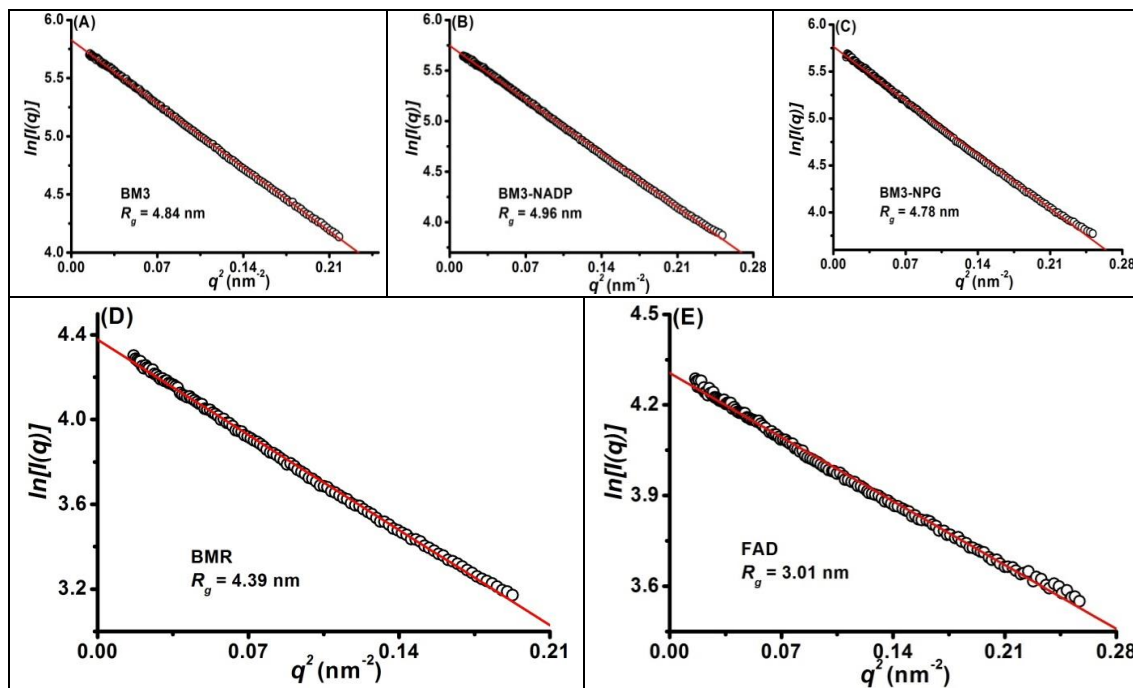 (A)
6.0
5.5
5.0
4.5
4.0
ln[I(q)]
BM3
Rg = 4.84 nm
0.00 0.07 0.14 0.21
q² (nm⁻²)
(B)
6.0
5.5
5.0
4.5
4.0
ln[I(q)]
BM3-NADP
Rg = 4.96 nm
0.00 0.07 0.14 0.21 0.28
q² (nm⁻²)
(C)
6.0
5.5
5.0
4.5
4.0
ln[I(q)]
BM3-NPG
Rg = 4.78 nm
0.00 0.07 0.14 0.21 0.28
q² (nm⁻²)
(D)
4.4
4.0
3.6
3.2
ln[I(q)]
BMR
Rg = 4.39 nm
0.00 0.07 0.14 0.21
q² (nm⁻²)
(E)
4.5
4.2
3.9
3.6
ln[I(q)]
FAD
Rg = 3.01 nm
0.00 0.07 0.14 0.21 0.28
q² (nm⁻²)